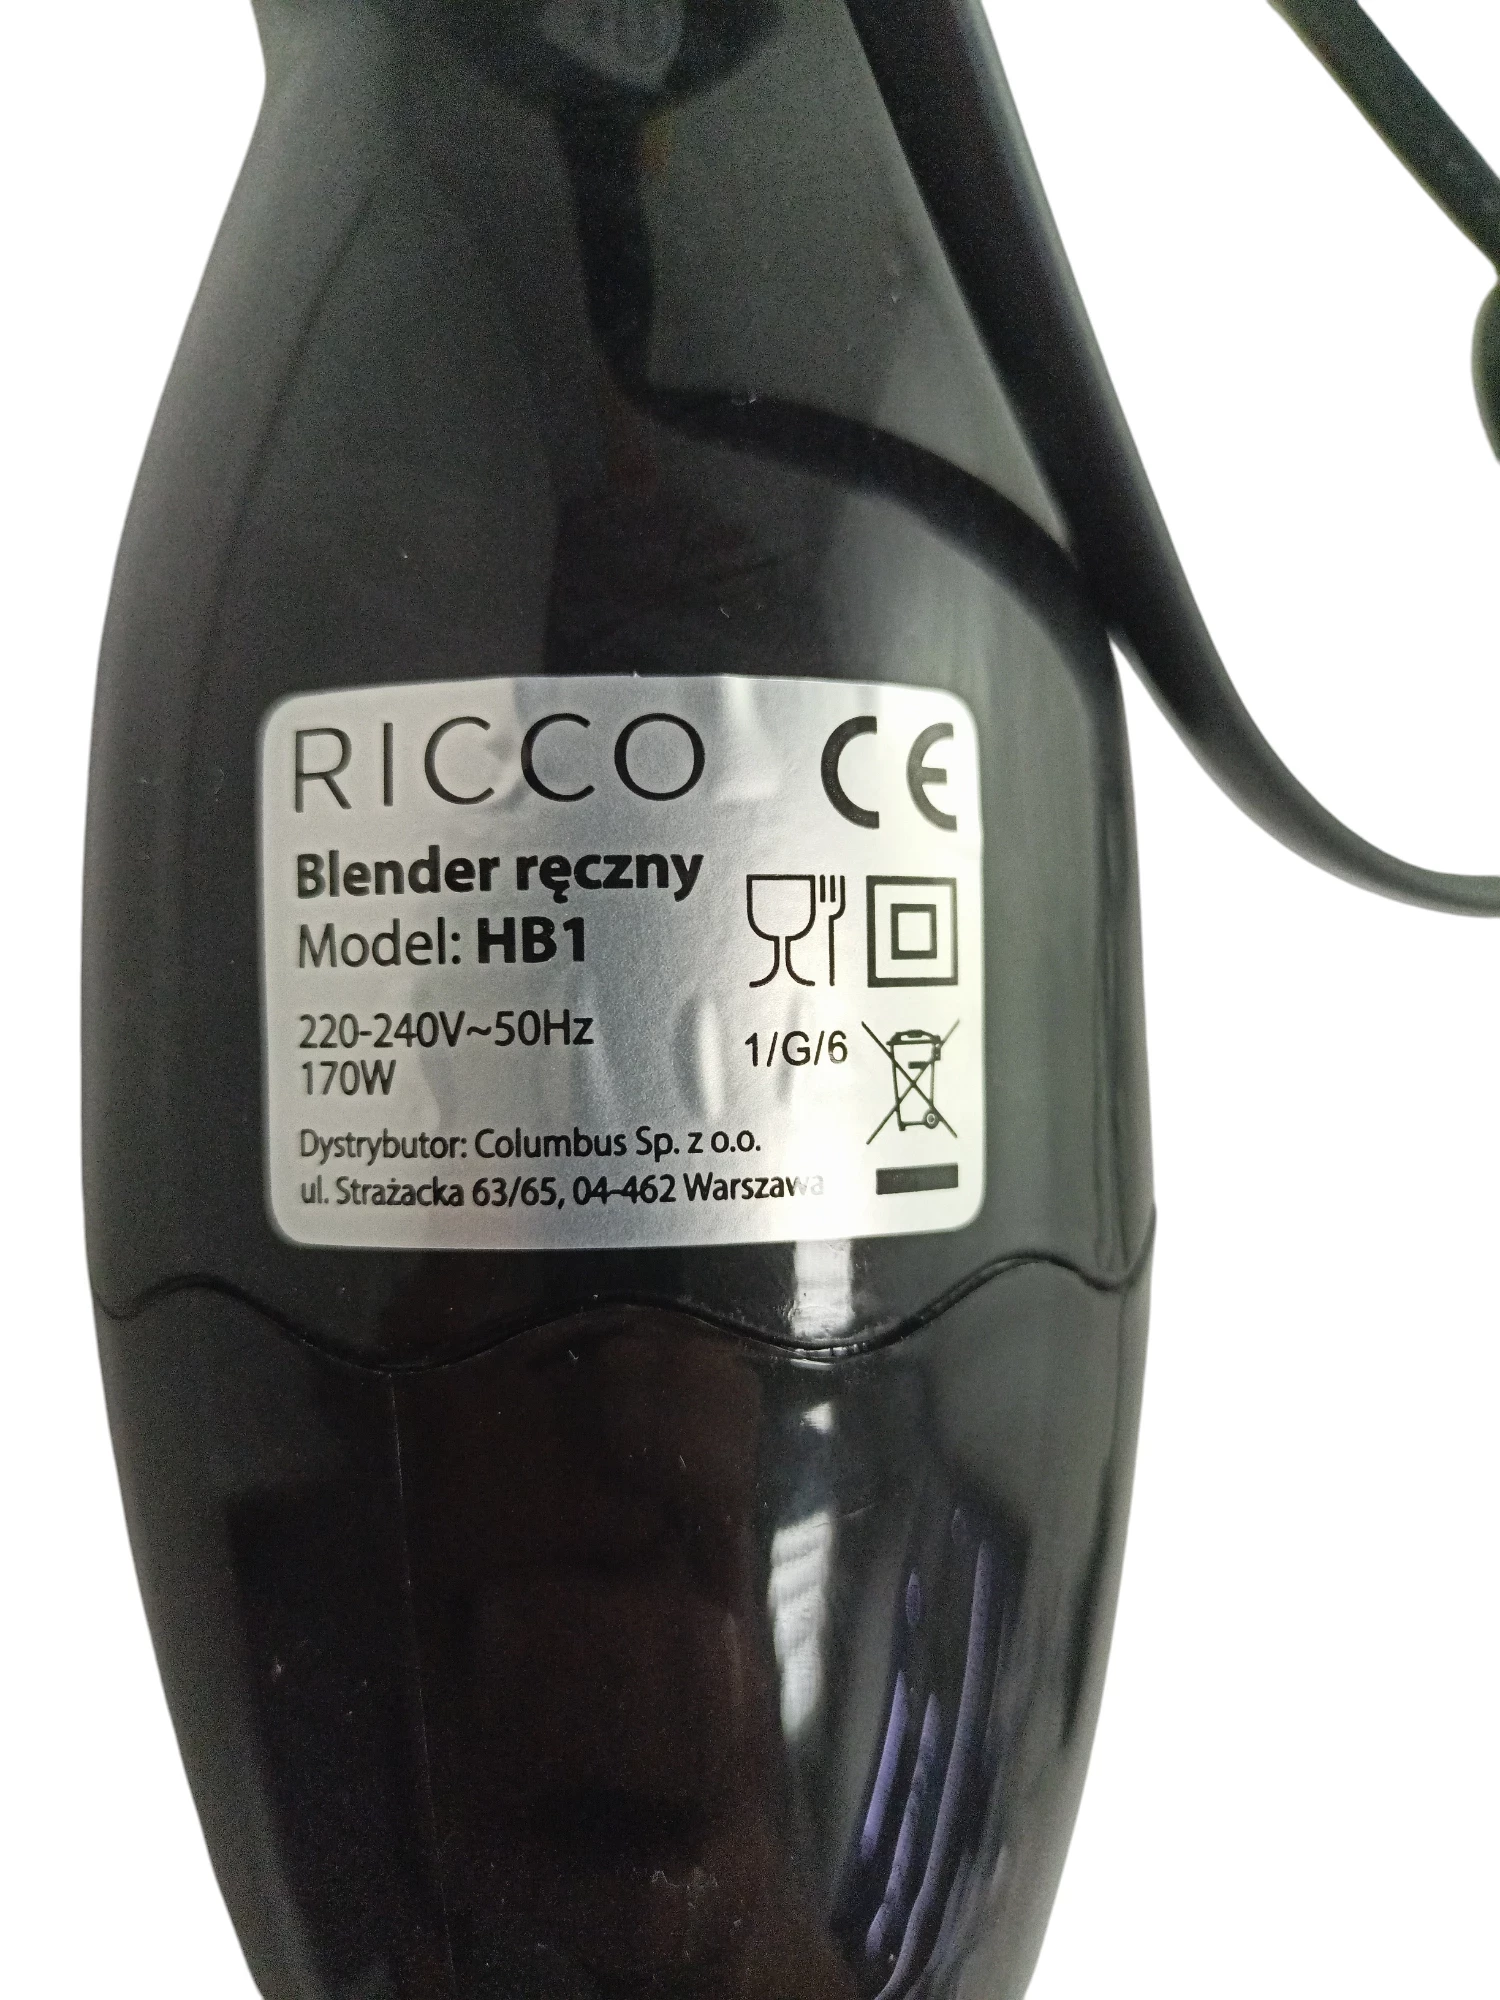 RICCO CE
Blender ręczny
Model: HB1
220-240V~50Hz
170W
1/G/6
Dystrybutor: Columbus Sp. z o.o.
ul. Strażacka 63/65, 04-462 Warszawa